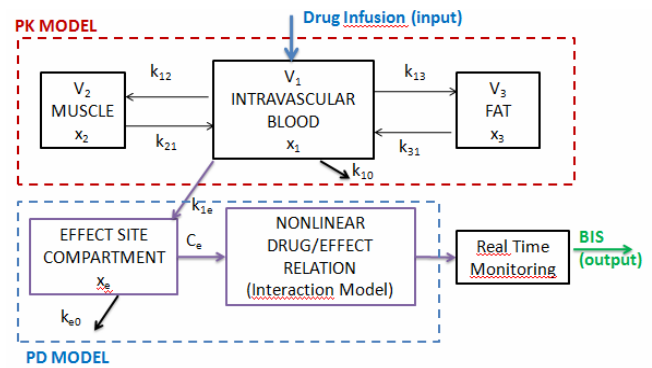 Drug Infusion (input)
PK MODEL
V2
MUSCLE
x2
k12
k21
V1
INTRAVASCULAR
BLOOD
x1
k13
k31
V3
FAT
x3
k10
k1e
EFFECT SITE
COMPARTMENT
xe
Ce
NONLINEAR
DRUG/EFFECT
RELATION
(Interaction Model)
Real Time
Monitoring
BIS
(output)
ke0
PD MODEL